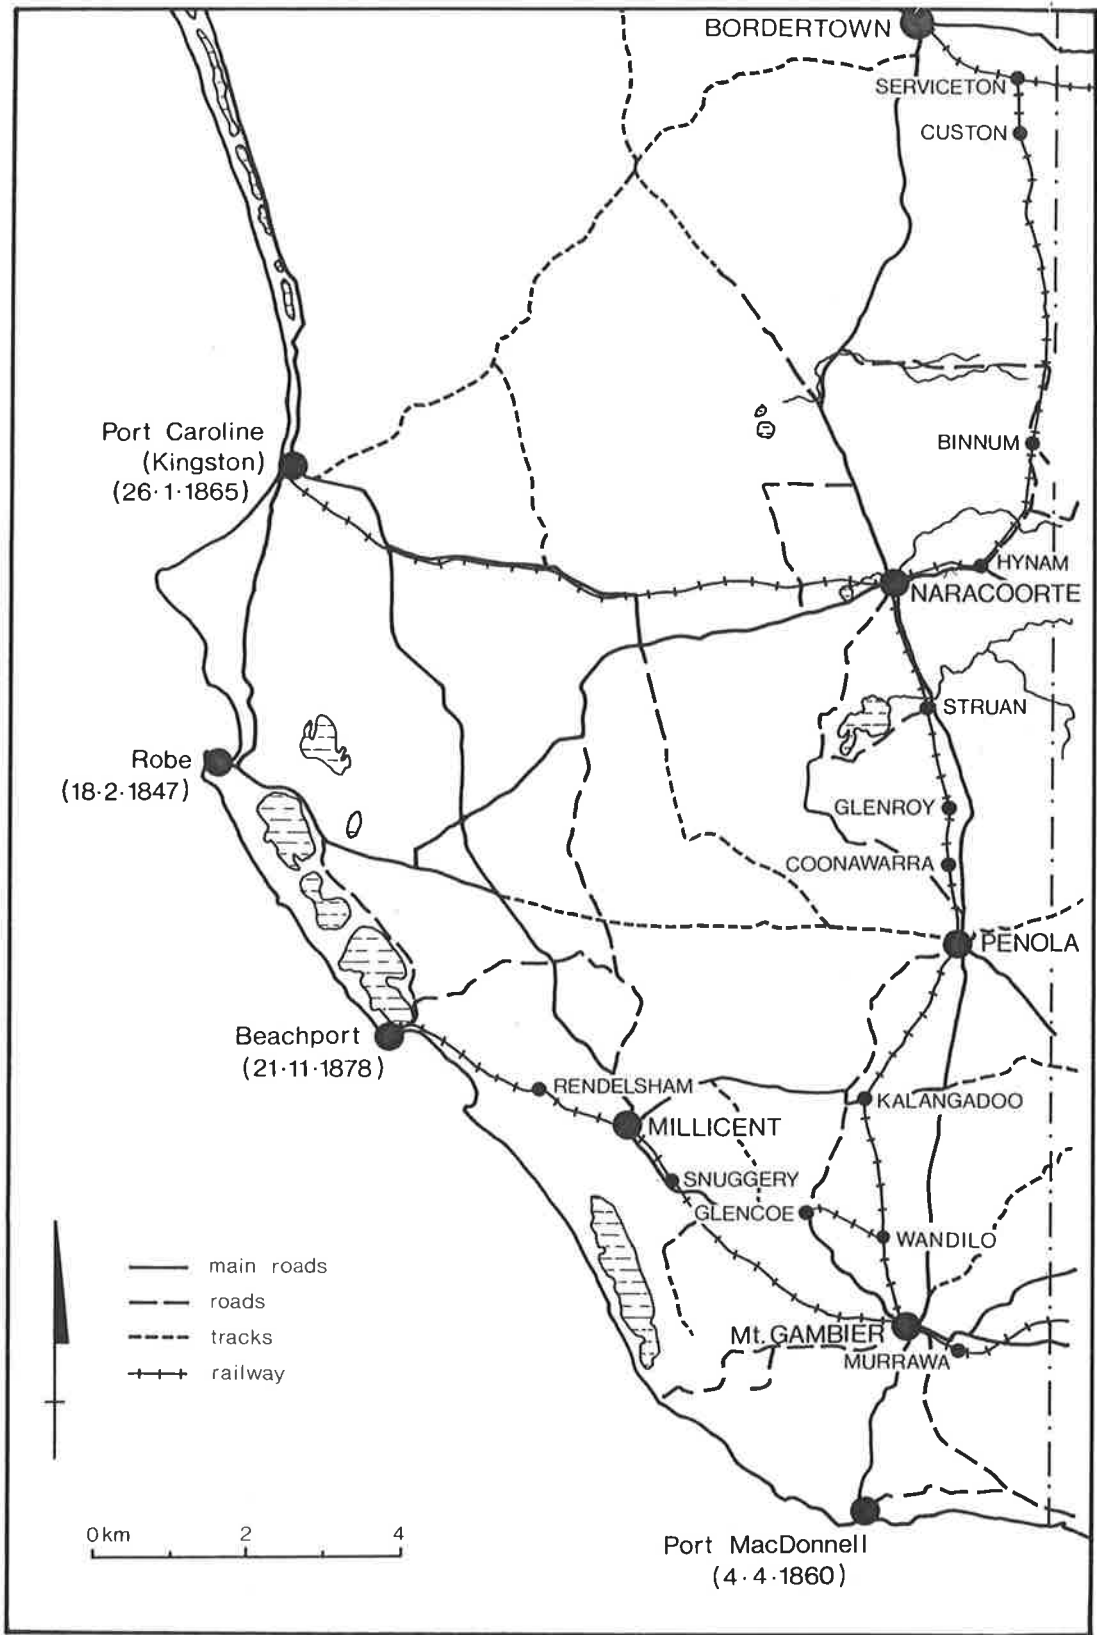 BORDERTOWN
SERVICETON
CUSTON
Port Caroline
(Kingston)
(26·1·1865)
BINNUM
HYNAM
NARACOORTE
STRUAN
Robe
(18·2·1847)
GLENROY
COONAWARRA
PENOLA
Beachport
(21·11·1878)
RENDELSHAM
KALANGADOO
MILLICENT
SNUGGERY
GLENCOE
WANDILO
main roads
roads
tracks
railway
Mt. GAMBIER
MURRAWA
0km 2 4
Port MacDonnell
(4·4·1860)